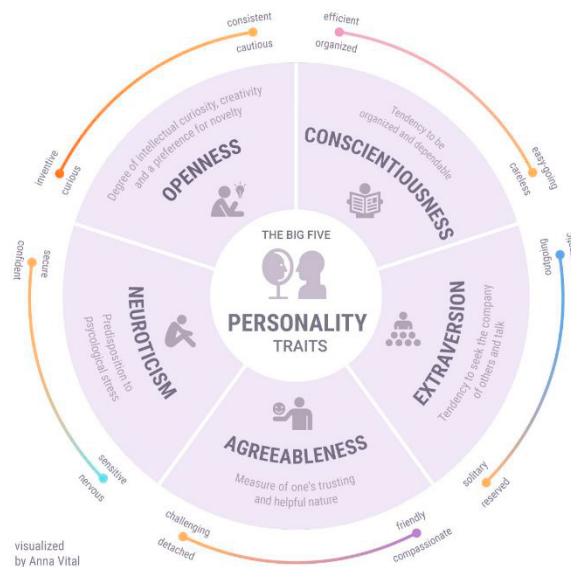 consistent
cautious
inventive
curious
Degree of intellectual curiosity, creativity
and a preference for novelty
OPENNESS
efficient
organized
easy-going
careless
Tendency to be
organized and dependable
CONSCIENTIOUSNESS
outgoing
solitary
reserved
EXTRAVERSION
Tendency to seek the company
of others and talk
friendly
compassionate
challenging
detached
AGREEABLENESS
Measure of one's trusting
and helpful nature
secure
confident
sensitive
nervous
NEUROTICISM
Predisposition to
psycological stress
THE BIG FIVE
PERSONALITY
TRAITS
visualized
by Anna Vital